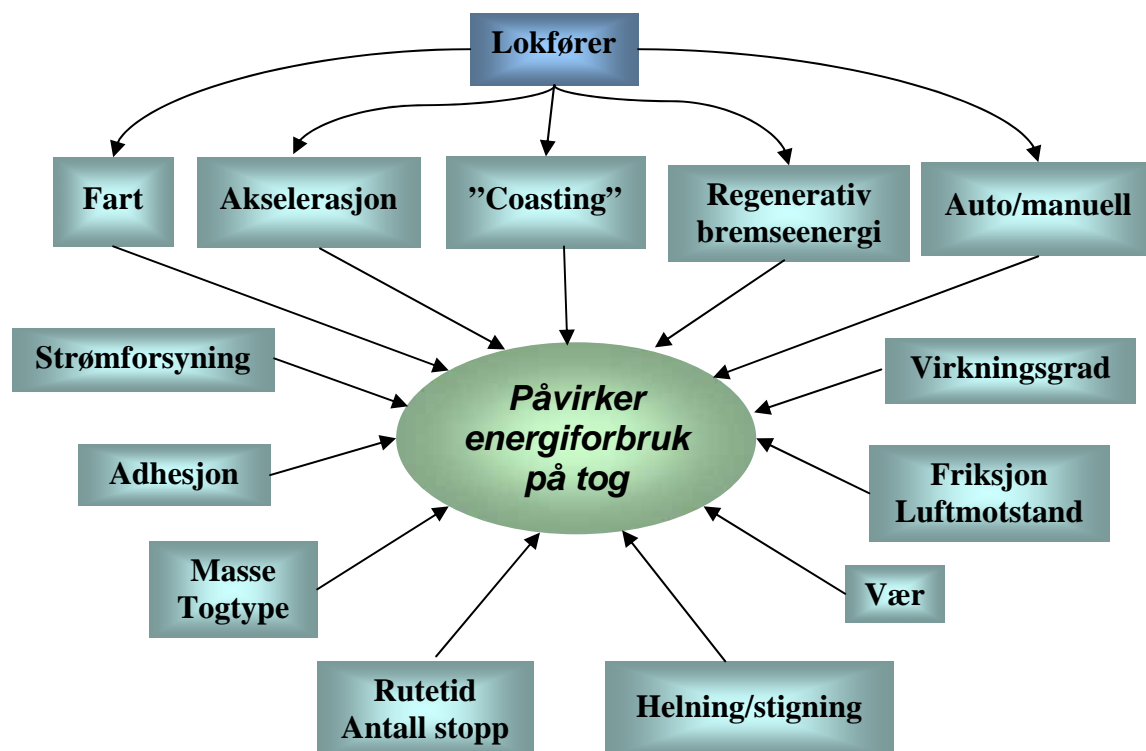 Lokfører
Fart
Akselerasjon
”Coasting”
Regenerativ
bremseenergi
Auto/manuell
Strømforsyning
Virkningsgrad
Påvirker
energiforbruk
på tog
Adhesjon
Friksjon
Luftmotstand
Masse
Togtype
Vær
Rutetid
Antall stopp
Helning/stigning